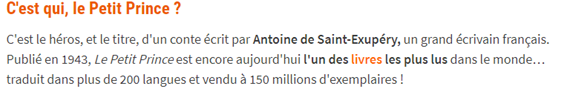 C'est qui, le Petit Prince ?
C'est le héros, et le titre, d'un conte écrit par Antoine de Saint-Exupéry, un grand écrivain français.
Publié en 1943, Le Petit Prince est encore aujourd'hui l'un des livres les plus lus dans le monde…
traduit dans plus de 200 langues et vendu à 150 millions d'exemplaires !